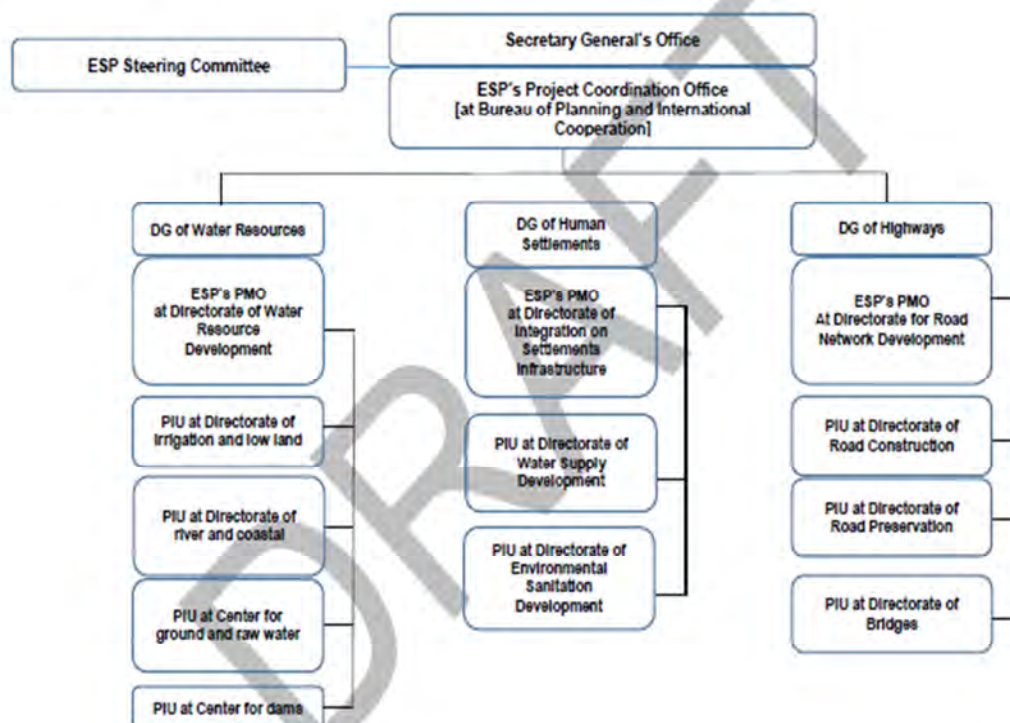 ESP Steering Committee
Secretary General's Office
ESP's Project Coordination Office
[at Bureau of Planning and International
Cooperation]
DG of Water Resources
ESP's PMO
at Directorate of Water
Resource
Development
PIU at Directorate of
irrigation and low land
PIU at Directorate of
river and coastal
PIU at Center for
ground and raw water
PIU at Center for dams
DG of Human
Settlements
ESP's PMO
at Directorate of
Integration on
Settlements
Infrastructure
PIU at Directorate of
Water Supply
Development
PIU at Directorate of
Environmental
Sanitation
Development
DG of Highways
ESP's PMO
At Directorate for Road
Network Development
PIU at Directorate of
Road Construction
PIU at Directorate of
Road Preservation
PIU at Directorate of
Bridges
DRAFT